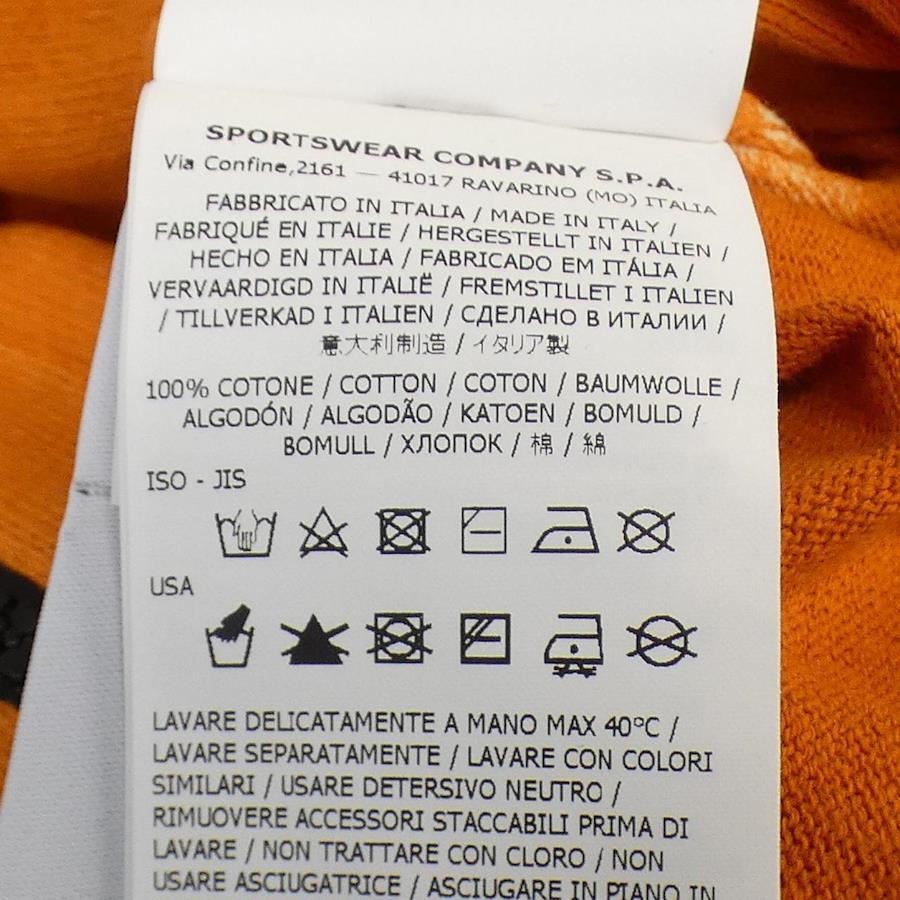 SPORTSWEAR COMPANY S.P.A.
Via Confine,2161 — 41017 RAVARINO (MO) ITALIA
FABBRICATO IN ITALIA / MADE IN ITALY /
FABRIQUÉ EN ITALIE / HERGESTELLT IN ITALIEN /
HECHO EN ITALIA / FABRICADO EM ITÁLIA /
VERVAARDIGD IN ITALIË / FREMSTILLET I ITALIEN
/ TILLVERKAD I ITALIEN / СДЕЛАНО В ИТАЛИИ /
意大利制造 / イタリア製
100% COTONE / COTTON / COTON / BAUMWOLLE /
ALGODÓN / ALGODÃO / KATOEN / BOMULD /
BOMULL / ХЛОПОК / 棉 / 綿
ISO - JIS
USA
LAVARE DELICATAMENTE A MANO MAX 40°C /
LAVARE SEPARATAMENTE / LAVARE CON COLORI
SIMILARI / USARE DETERSIVO NEUTRO /
RIMUOVERE ACCESSORI STACCABILI PRIMA DI
LAVARE / NON TRATTARE CON CLORO / NON
USARE ASCIUGATRICE / ASCIUGARE IN PIANO IN